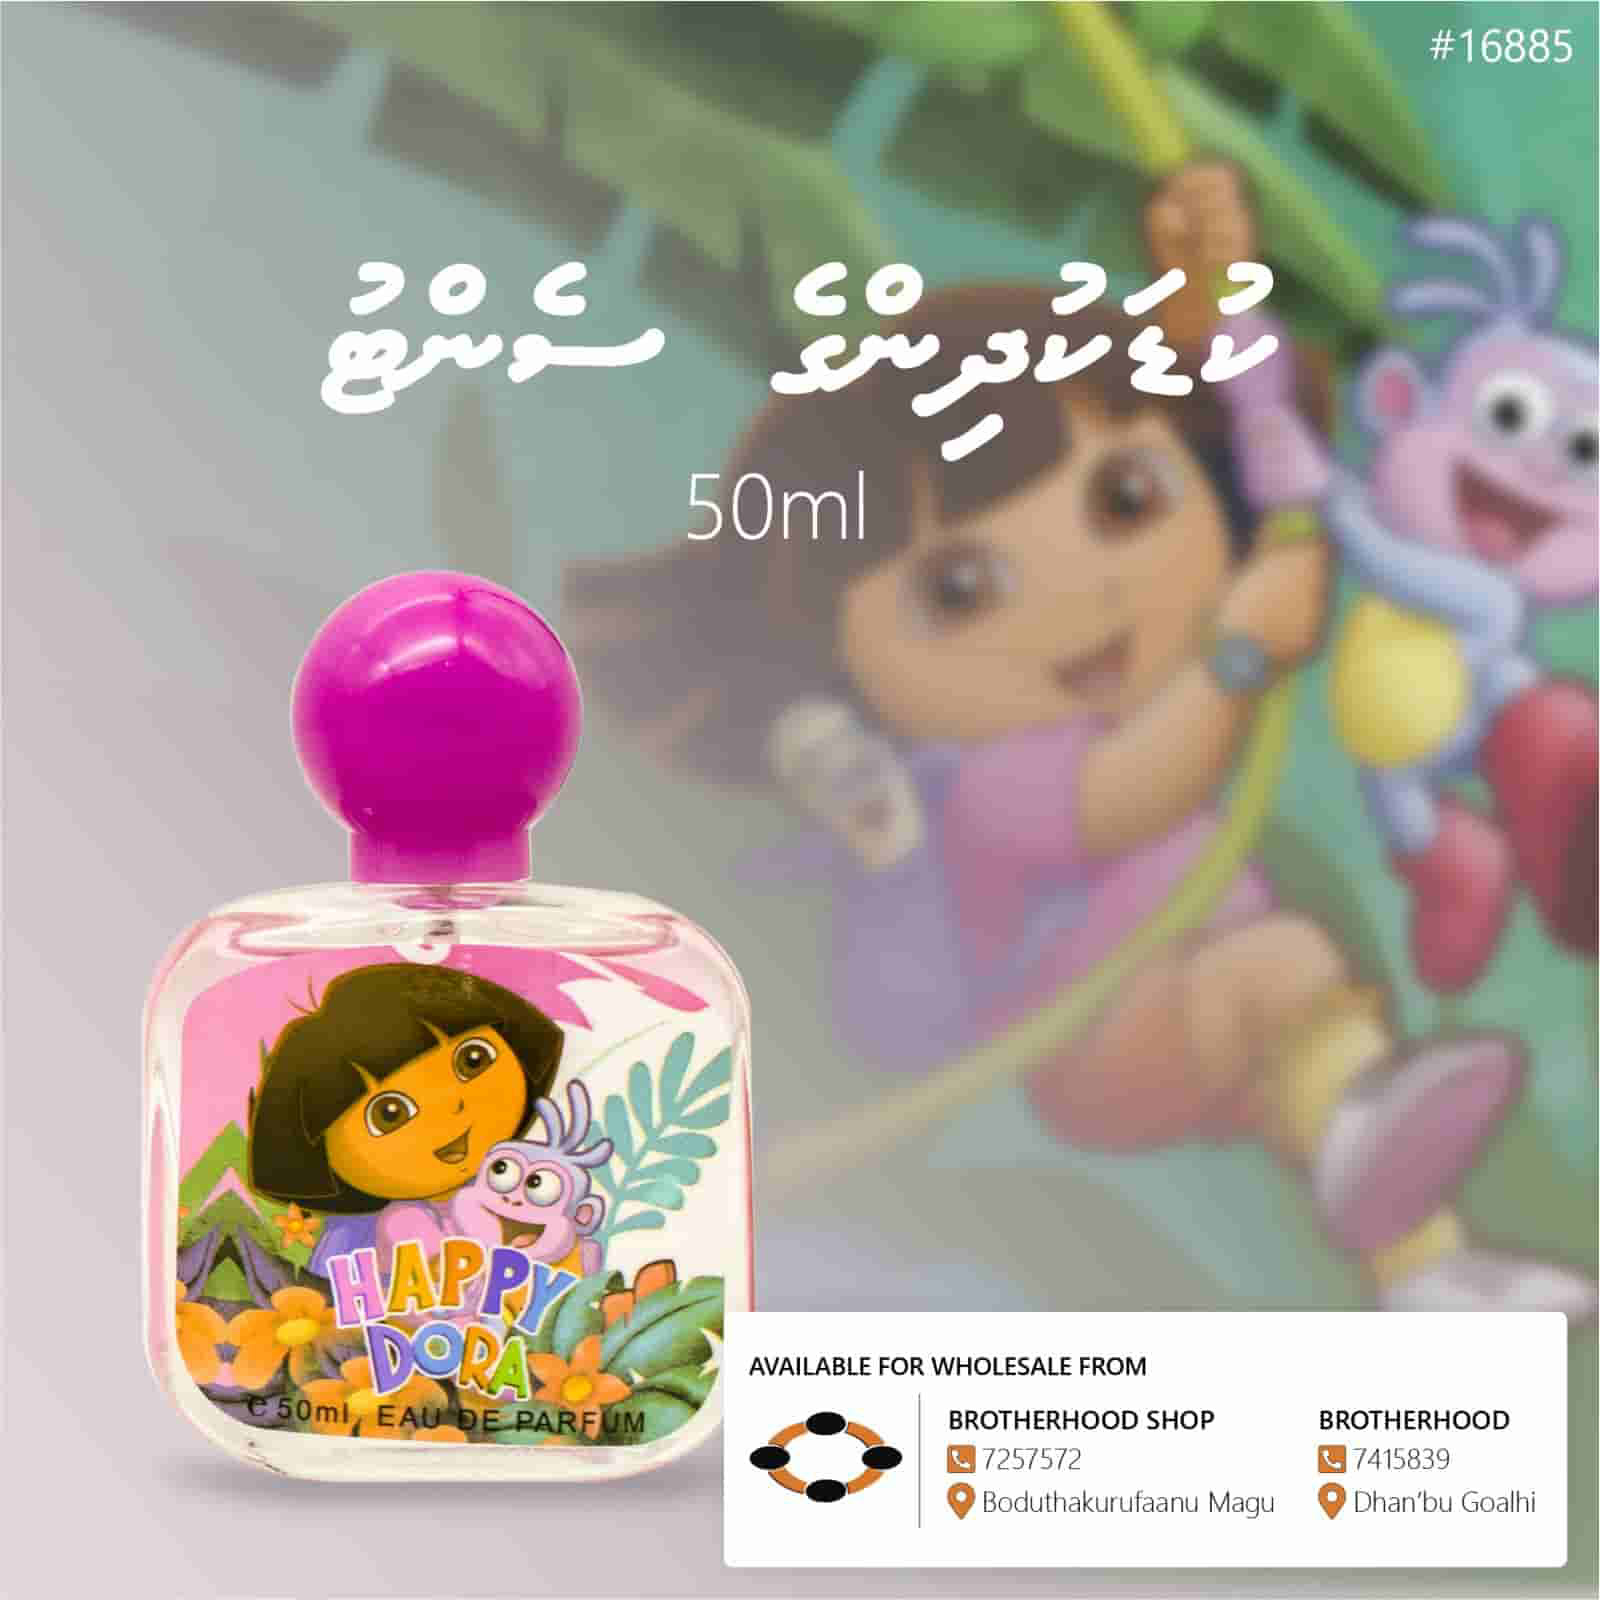 #16885
ކުޑަކުދިންގެ ސެންޓު
50ml
HAPPY
DORA
e 50ml EAU DE PARFUM
AVAILABLE FOR WHOLESALE FROM
BROTHERHOOD SHOP
7257572
Boduthakurufaanu Magu
BROTHERHOOD
7415839
Dhan'bu Goalhi